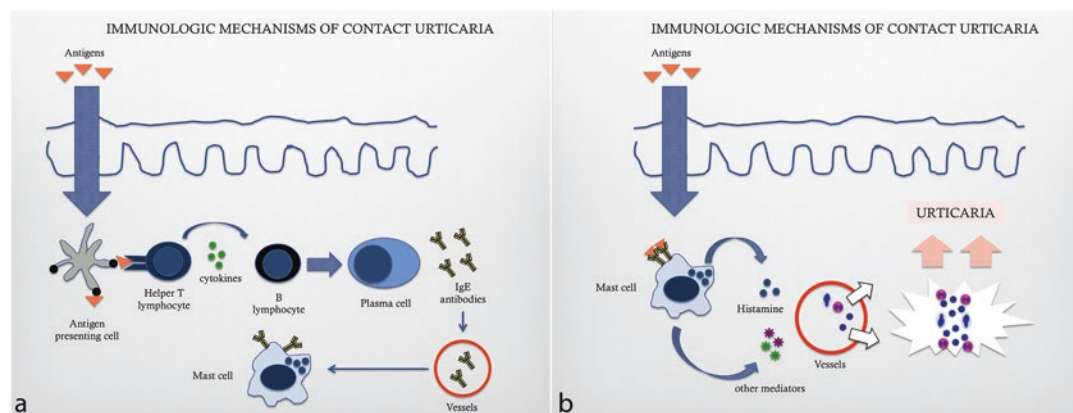 IMMUNOLOGIC MECHANISMS OF CONTACT URTICARIA
Antigens
Helper T
lymphocyte
cytokines
B
lymphocyte
Plasma cell
IgE
antibodies
Antigen
presenting cell
Mast cell
Vessels
a
IMMUNOLOGIC MECHANISMS OF CONTACT URTICARIA
Antigens
URTICARIA
Mast cell
Histamine
Vessels
other mediators
b